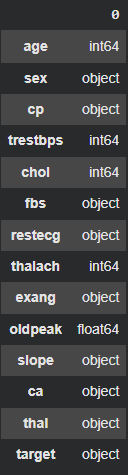 0
age int64
sex object
cp object
trestbps int64
chol int64
fbs object
restecg object
thalach int64
exang object
oldpeak float64
slope object
ca object
thal object
target object